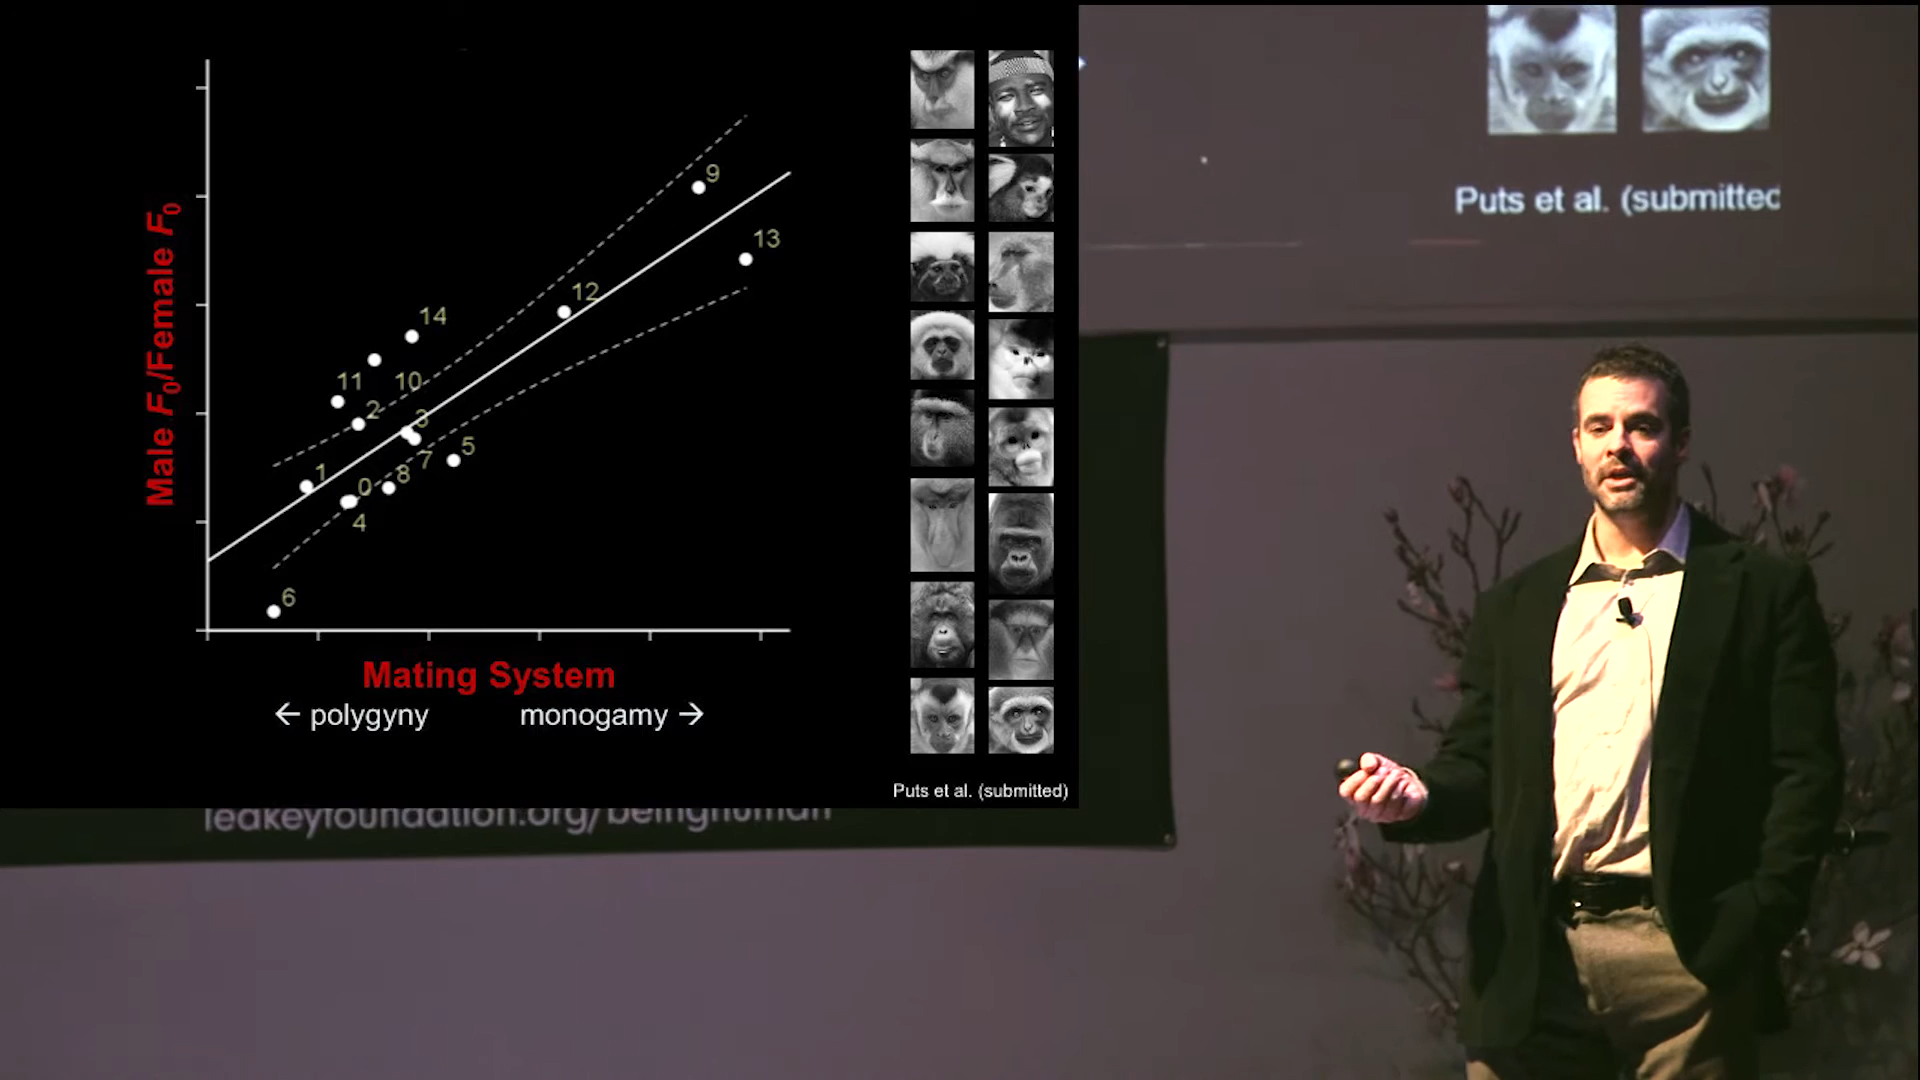 Male F0/Female F0
9
13
12
14
11
10
2
3
5
7
1
0
8
4
6
Mating System
← polygyny monogamy →
Puts et al. (submitted)
Puts et al. (submitted
leakeyfoundation.org/beinghuman